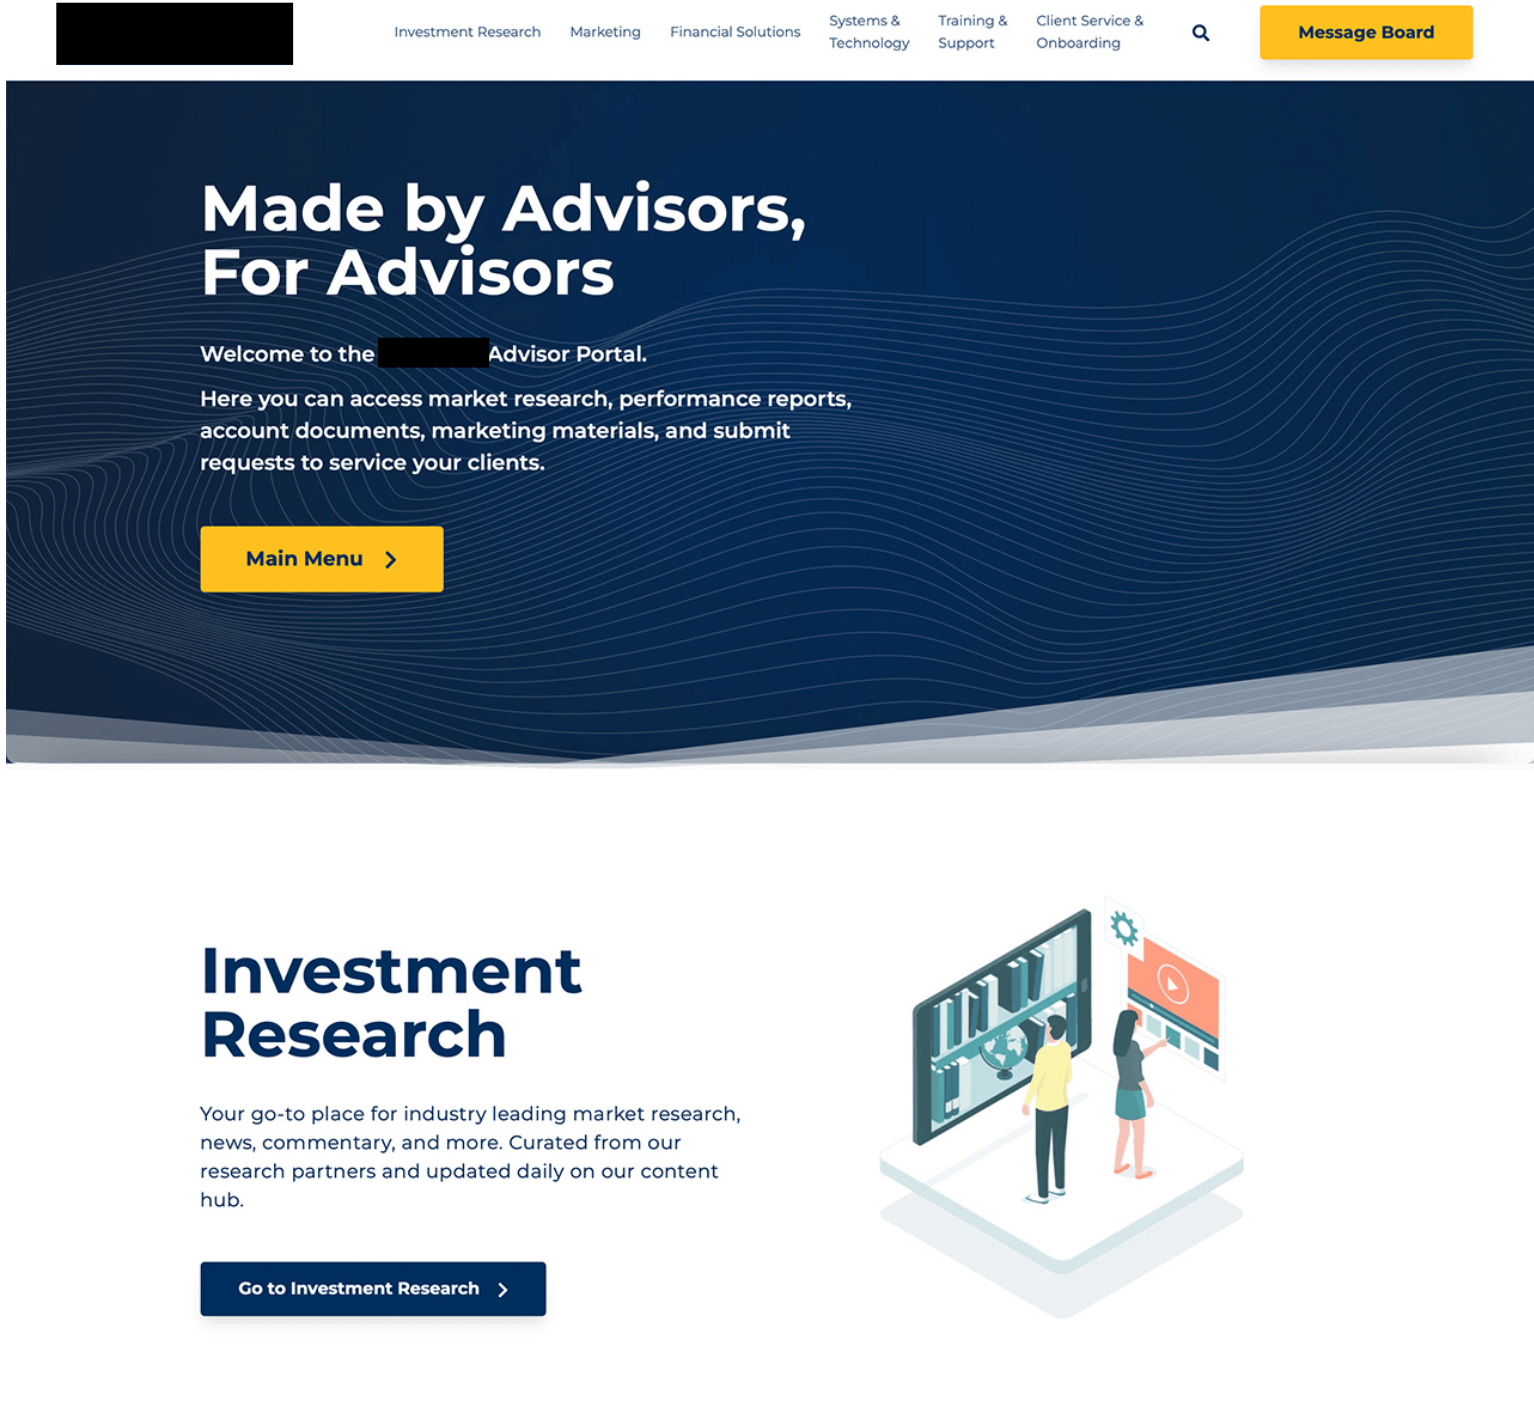 Investment Research
Marketing
Financial Solutions
Systems &
Technology
Training &
Support
Client Service &
Onboarding
Message Board
Made by Advisors,
For Advisors
Welcome to the Advisor Portal.
Here you can access market research, performance reports,
account documents, marketing materials, and submit
requests to service your clients.
Main Menu
Investment
Research
Your go-to place for industry leading market research,
news, commentary, and more. Curated from our
research partners and updated daily on our content
hub.
Go to Investment Research